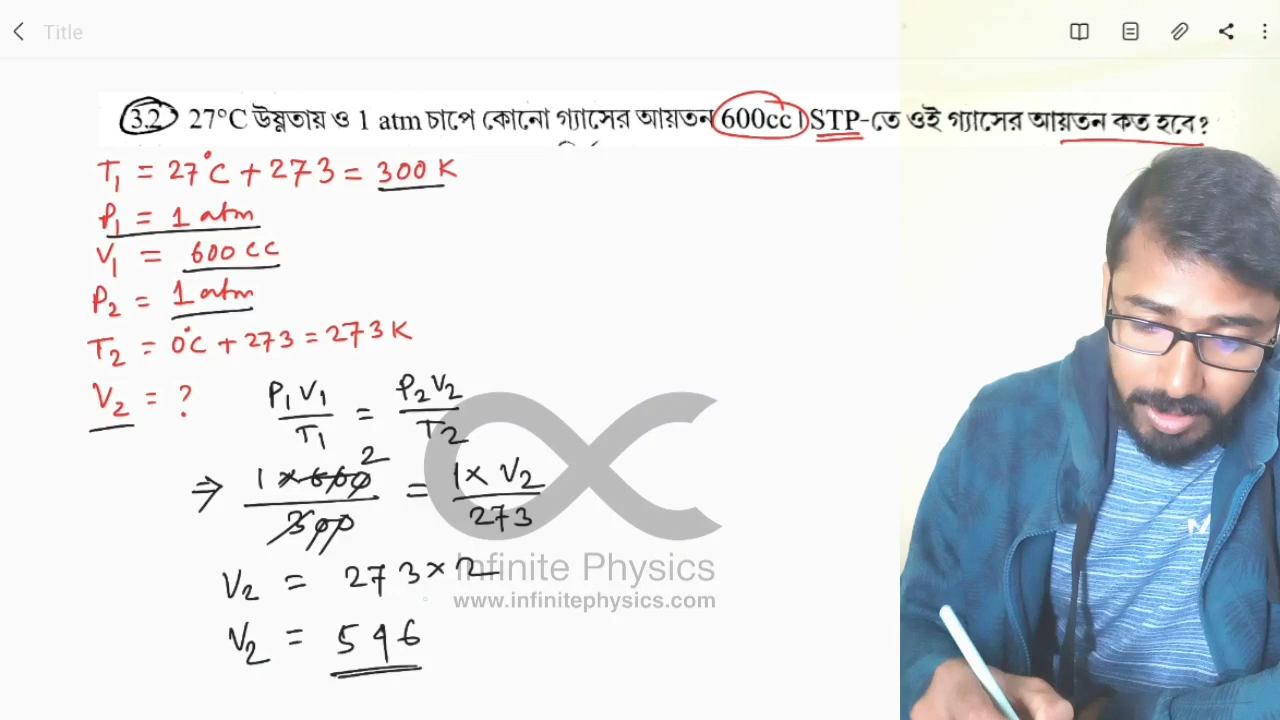 Title
3.2 27°C উষ্ণতায় ও 1 atm চাপে কোনো গ্যাসের আয়তন 600cc। STP-তে ওই গ্যাসের আয়তন কত হবে?
T₁ = 27°C + 273 = 300 K
P₁ = 1 atm
V₁ = 600 CC
P₂ = 1 atm
T₂ = 0°C + 273 = 273 K
V₂ = ?
P₁V₁/T₁ = P₂V₂/T₂
⇒ 1 × 600 2/300 = 1 × V₂/273
V₂ = 273 × 2
V₂ = 546
Infinite Physics
www.infinitephysics.com